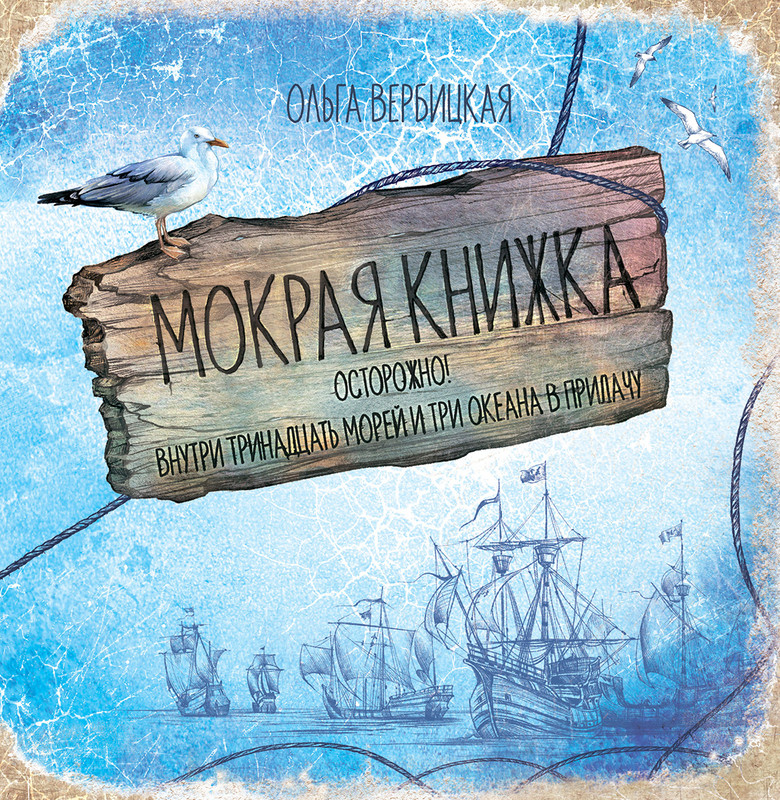 ОЛЬГА ВЕРБИЦКАЯ
МОКРАЯ КНИЖКА
ОСТОРОЖНО!
ВНУТРИ ТРИНАДЦАТЬ МОРЕЙ И ТРИ ОКЕАНА В ПРИДАЧУ